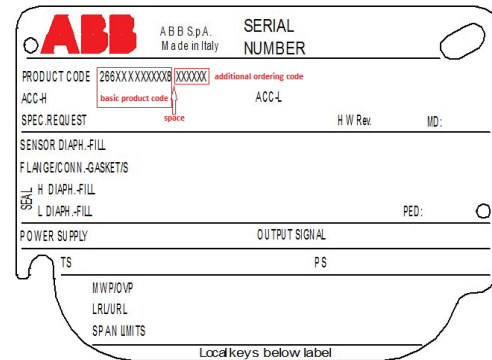 ABB ABB S.p.A. SERIAL
Made in Italy NUMBER
PRODUCT CODE 266XXXXXXXXX8 XXXXXX additional ordering code
ACC-H basic product code ACC-L
space
SPEC.REQUEST HW Rev. MD:
SENSOR DIAPH.-FILL
FLANGE/CONN.-GASKET/S
SEAL H DIAPH.-FILL
L DIAPH.-FILL PED:
POWER SUPPLY OUTPUT SIGNAL
TS PS
MWP/OVP
LRL/URL
SPAN LIMITS
Local keys below label